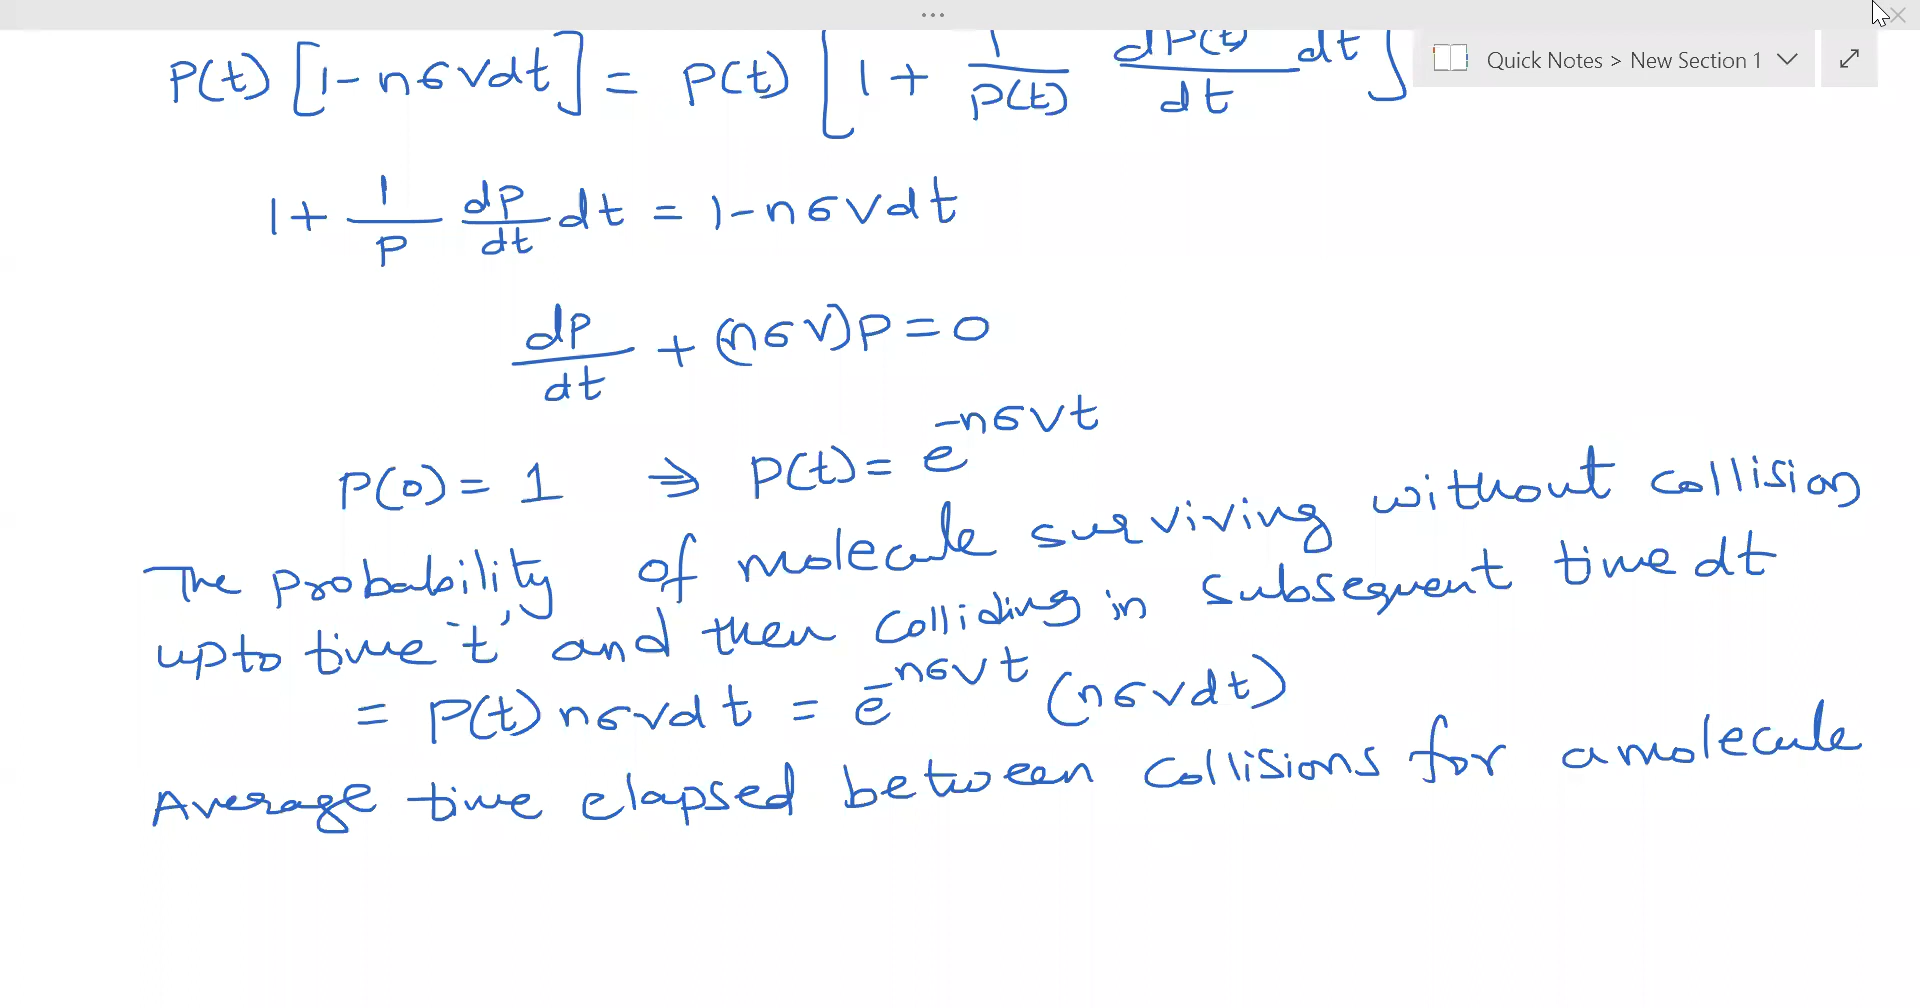 ...
Quick Notes > New Section 1
P(t) [1-nσvdt] = P(t) [1 + 1/P(t) dP(t)/dt dt]
1 + 1/P dP/dt dt = 1-nσvdt
dP/dt + (nσv)P = 0
P(0) = 1 ⇒ P(t) = e^-nσvt
The probability of molecule surviving without collision
upto time 't' and then colliding in subsequent time dt
= P(t) nσvdt = e^-nσvt (nσvdt)
Average time elapsed between collisions for a molecule